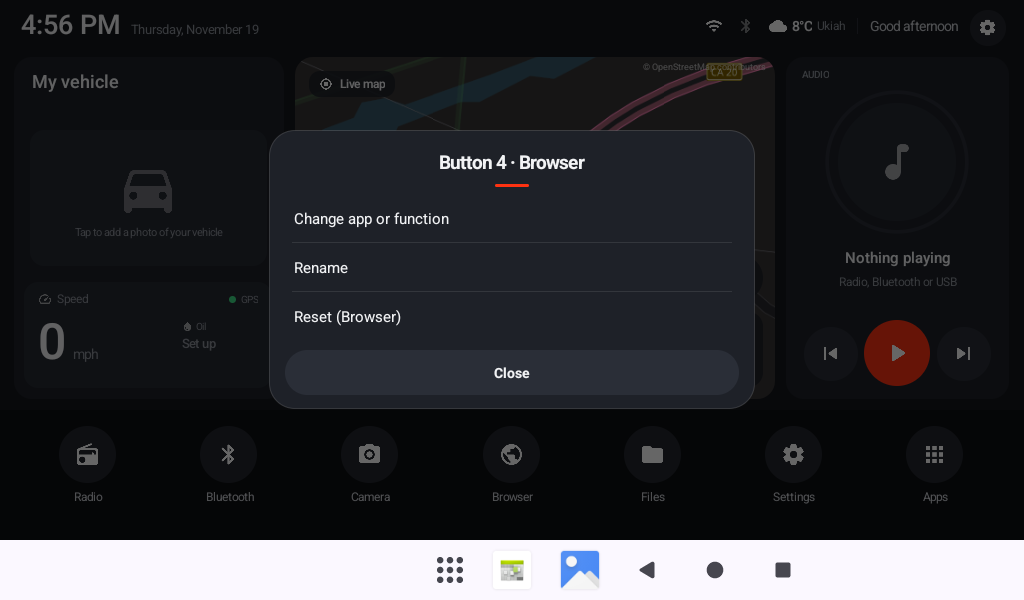 4:56 PM
Thursday, November 19
8°C
Ukiah
Good afternoon
My vehicle
Tap to add a photo of your vehicle
Speed
GPS
0
mph
Oil
Set up
Live map
© OpenStreetMap contributors
CA 20
Button 4 · Browser
Change app or function
Rename
Reset (Browser)
Close
AUDIO
Nothing playing
Radio, Bluetooth or USB
Radio
Bluetooth
Camera
Browser
Files
Settings
Apps